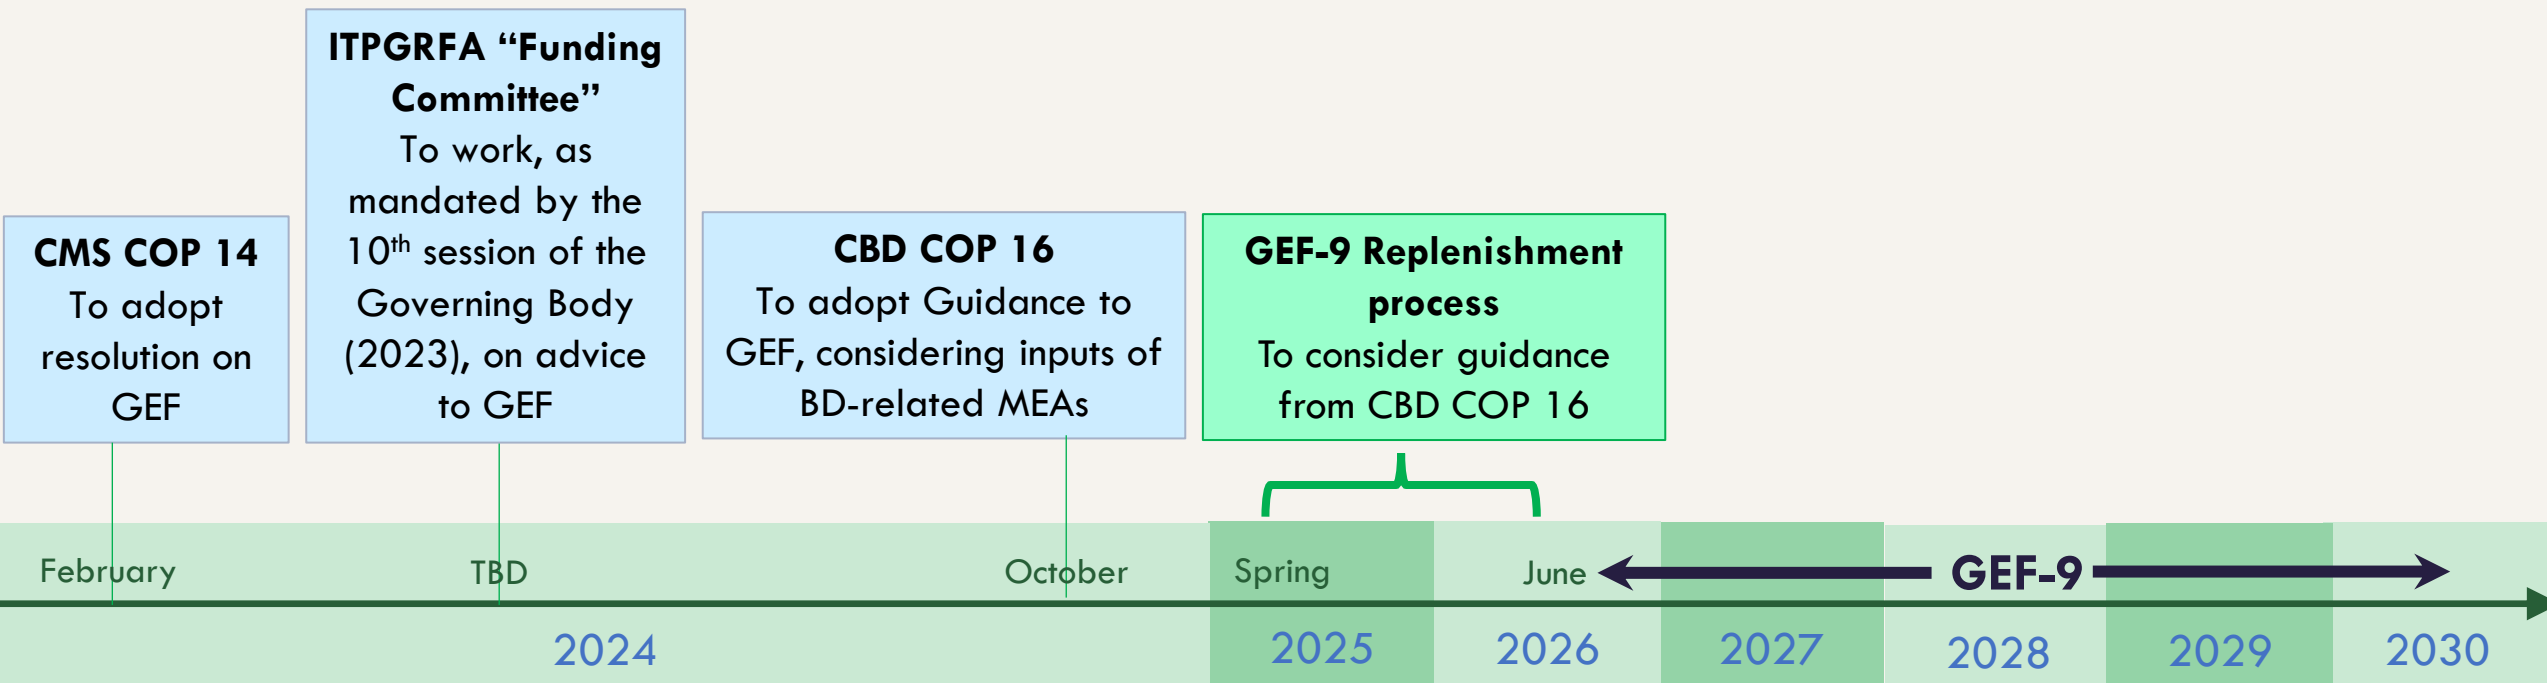 CMS COP 14
To adopt
resolution on
GEF
ITPGRFA “Funding
Committee”
To work, as
mandated by the
10th session of the
Governing Body
(2023), on advice
to GEF
CBD COP 16
To adopt Guidance to
GEF, considering inputs of
BD-related MEAs
GEF-9 Replenishment
process
To consider guidance
from CBD COP 16
February
TBD
October
Spring
June
GEF-9
2024
2025
2026
2027
2028
2029
2030